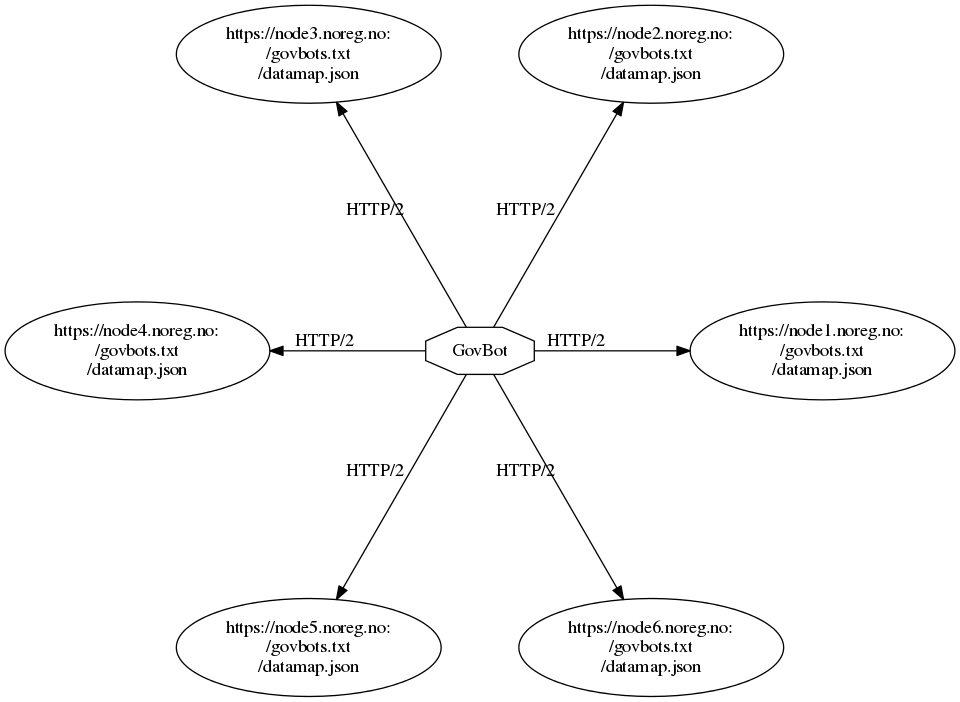 https://node3.noreg.no:
/govbots.txt
/datamap.json
https://node2.noreg.no:
/govbots.txt
/datamap.json
HTTP/2
HTTP/2
https://node4.noreg.no:
/govbots.txt
/datamap.json
HTTP/2
GovBot
HTTP/2
https://node1.noreg.no:
/govbots.txt
/datamap.json
HTTP/2
HTTP/2
https://node5.noreg.no:
/govbots.txt
/datamap.json
https://node6.noreg.no:
/govbots.txt
/datamap.json